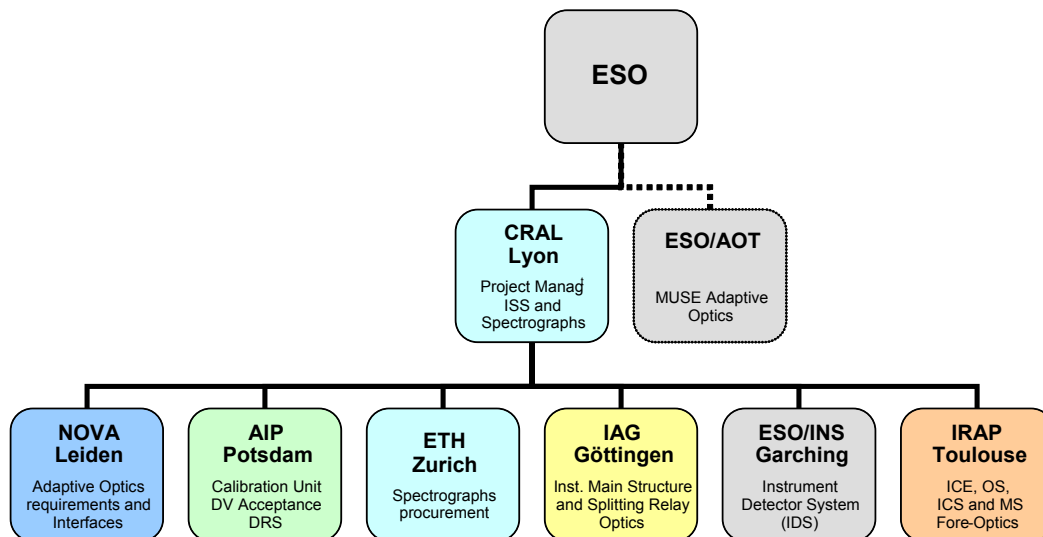 ESO
CRAL
Lyon
Project Managt
ISS and
Spectrographs
ESO/AOT
MUSE Adaptive
Optics
NOVA
Leiden
Adaptive Optics
requirements and
Interfaces
AIP
Potsdam
Calibration Unit
DV Acceptance
DRS
ETH
Zurich
Spectrographs
procurement
IAG
Göttingen
Inst. Main Structure
and Splitting Relay
Optics
ESO/INS
Garching
Instrument
Detector System
(IDS)
IRAP
Toulouse
ICE, OS,
ICS and MS
Fore-Optics